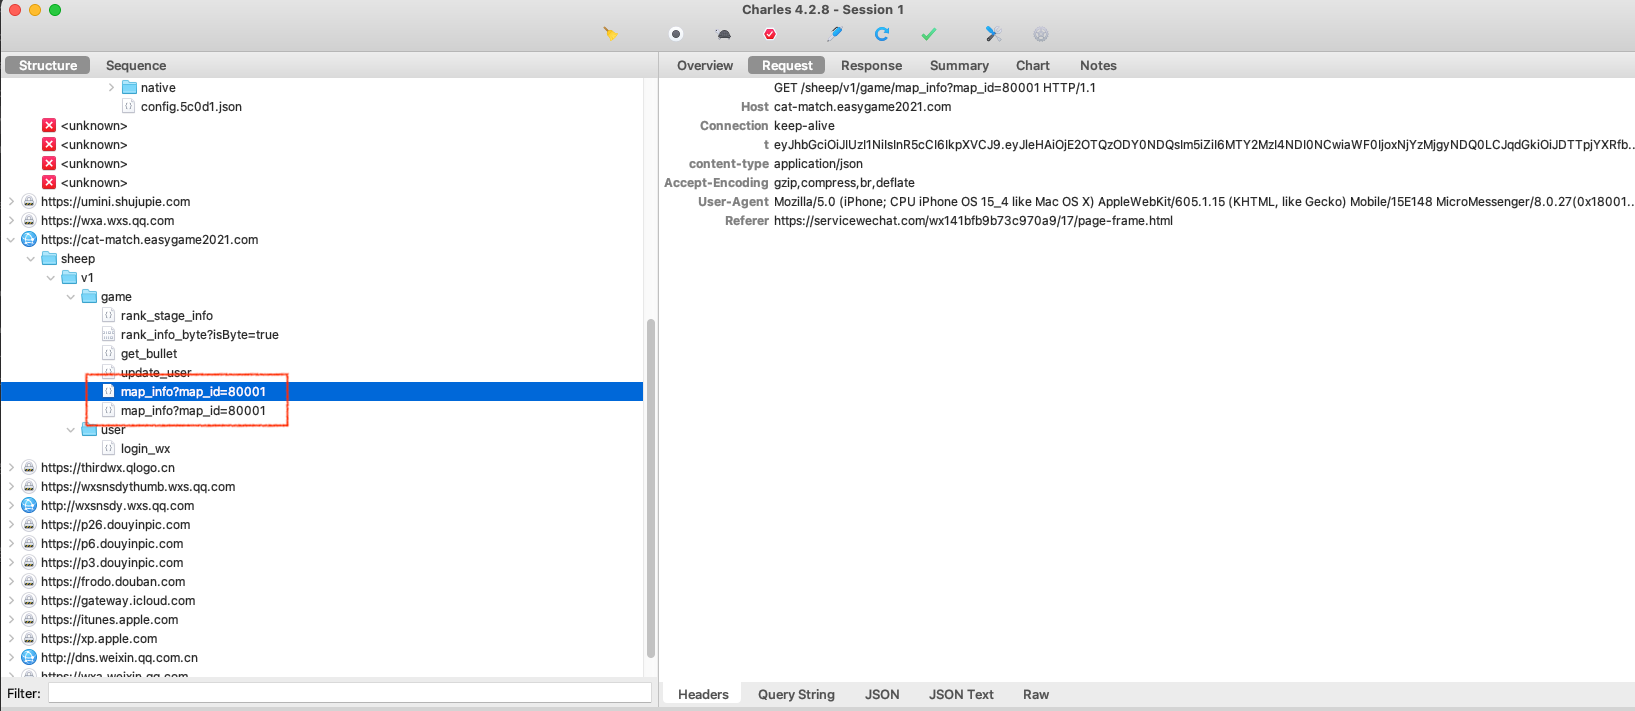 Charles 4.2.8 - Session 1
Structure Sequence
native
config.5c0d1.json
<unknown>
<unknown>
<unknown>
<unknown>
https://umini.shujupie.com
https://wxa.wxs.qq.com
https://cat-match.easygame2021.com
sheep
v1
game
rank_stage_info
rank_info_byte?isByte=true
get_bullet
update_user
map_info?map_id=80001
map_info?map_id=80001
user
login_wx
https://thirdwx.qlogo.cn
https://wxsnsdythumb.wxs.qq.com
http://wxsnsdy.wxs.qq.com
https://p26.douyinpic.com
https://p6.douyinpic.com
https://p3.douyinpic.com
https://frodo.douban.com
https://gateway.icloud.com
https://itunes.apple.com
https://xp.apple.com
http://dns.weixin.qq.com.cn
https://wxa.weixin.qq.com
Filter:
Overview Request Response Summary Chart Notes
GET /sheep/v1/game/map_info?map_id=80001 HTTP/1.1
Host cat-match.easygame2021.com
Connection keep-alive
t
content-type application/json
Accept-Encoding gzip,compress,br,deflate
User-Agent Mozilla/5.0 (iPhone; CPU iPhone OS 15_4 like Mac OS X) AppleWebKit/605.1.15 (KHTML, like Gecko) Mobile/15E148 MicroMessenger/8.0.27(0x18001...
Referer https://servicewechat.com/wx141bfb9b73c970a9/17/page-frame.html
Headers Query String JSON JSON Text Raw